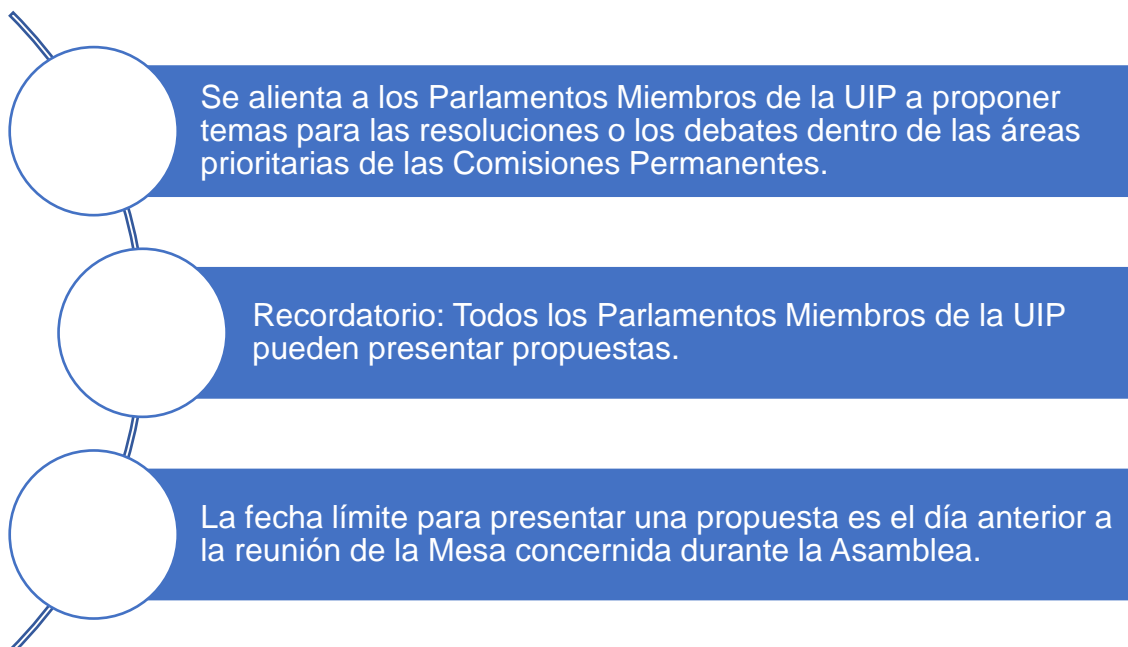 Se alienta a los Parlamentos Miembros de la UIP a proponer
temas para las resoluciones o los debates dentro de las áreas
prioritarias de las Comisiones Permanentes.
Recordatorio: Todos los Parlamentos Miembros de la UIP
pueden presentar propuestas.
La fecha límite para presentar una propuesta es el día anterior a
la reunión de la Mesa concernida durante la Asamblea.